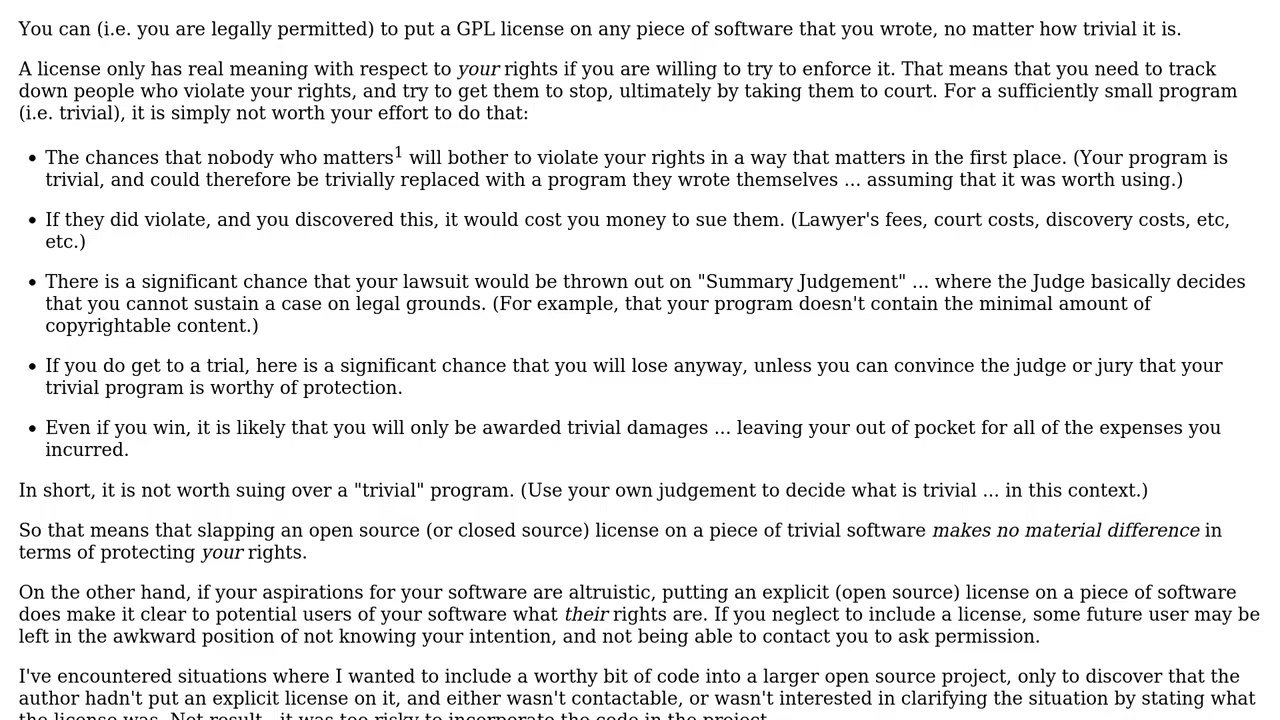 You can (i.e. you are legally permitted) to put a GPL license on any piece of software that you wrote, no matter how trivial it is.
A license only has real meaning with respect to your rights if you are willing to try to enforce it. That means that you need to track
down people who violate your rights, and try to get them to stop, ultimately by taking them to court. For a sufficiently small program
(i.e. trivial), it is simply not worth your effort to do that:
• The chances that nobody who matters1 will bother to violate your rights in a way that matters in the first place. (Your program is
trivial, and could therefore be trivially replaced with a program they wrote themselves ... assuming that it was worth using.)
• If they did violate, and you discovered this, it would cost you money to sue them. (Lawyer's fees, court costs, discovery costs, etc,
etc.)
• There is a significant chance that your lawsuit would be thrown out on "Summary Judgement" ... where the Judge basically decides
that you cannot sustain a case on legal grounds. (For example, that your program doesn't contain the minimal amount of
copyrightable content.)
• If you do get to a trial, here is a significant chance that you will lose anyway, unless you can convince the judge or jury that your
trivial program is worthy of protection.
• Even if you win, it is likely that you will only be awarded trivial damages ... leaving your out of pocket for all of the expenses you
incurred.
In short, it is not worth suing over a "trivial" program. (Use your own judgement to decide what is trivial ... in this context.)
So that means that slapping an open source (or closed source) license on a piece of trivial software makes no material difference in
terms of protecting your rights.
On the other hand, if your aspirations for your software are altruistic, putting an explicit (open source) license on a piece of software
does make it clear to potential users of your software what their rights are. If you neglect to include a license, some future user may be
left in the awkward position of not knowing your intention, and not being able to contact you to ask permission.
I've encountered situations where I wanted to include a worthy bit of code into a larger open source project, only to discover that the
author hadn't put an explicit license on it, and either wasn't contactable, or wasn't interested in clarifying the situation by stating what
the license was. Net result - it was too risky to incorporate the code in the project.